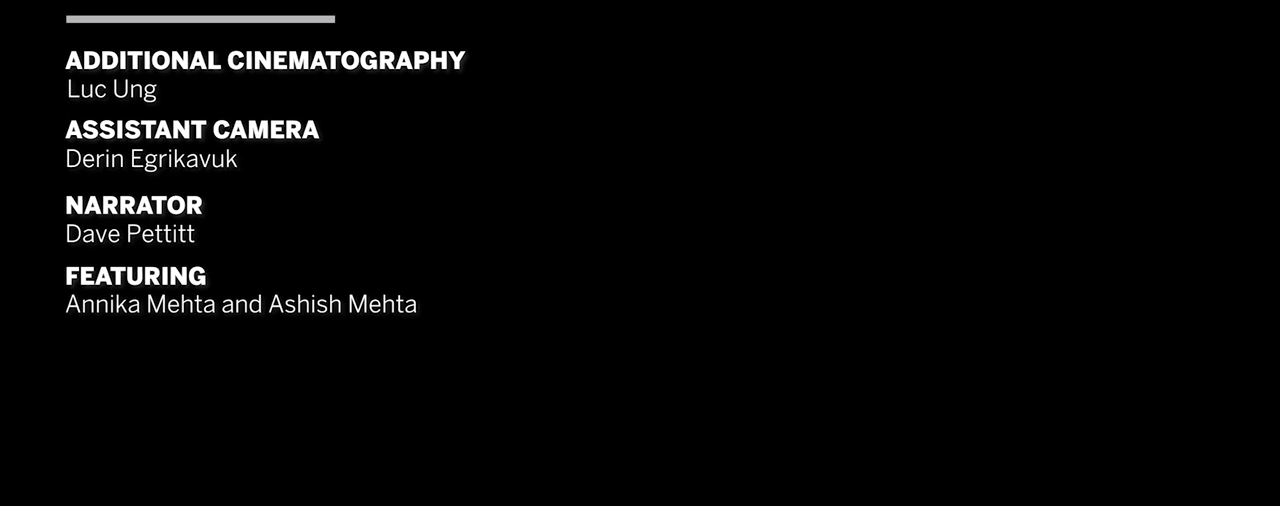 ADDITIONAL CINEMATOGRAPHY
Luc Ung
ASSISTANT CAMERA
Derin Egrikavuk
NARRATOR
Dave Pettitt
FEATURING
Annika Mehta and Ashish Mehta